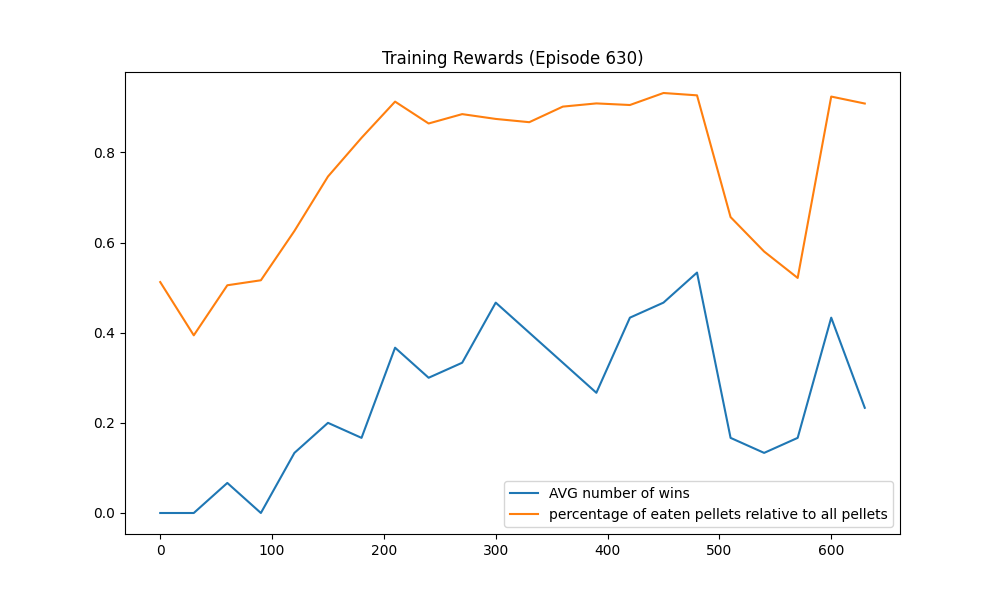 Training Rewards (Episode 630)
0.8
0.6
0.4
0.2
0.0
AVG number of wins
percentage of eaten pellets relative to all pellets
0 100 200 300 400 500 600